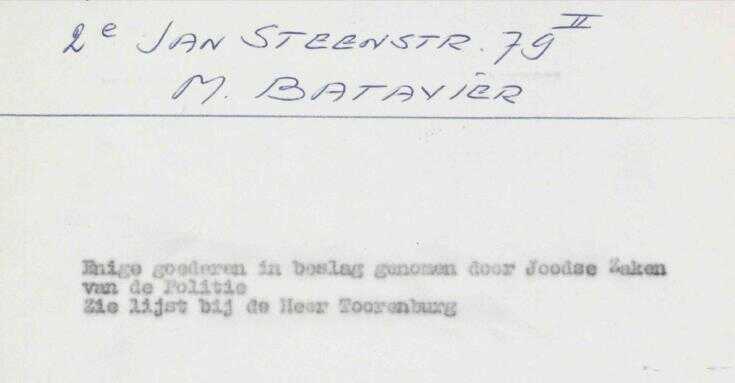 2e JAN STEENSTR. 79 II
M. BATAVIER
Enige goederen in beslag genomen door Joodse Zaken
van de Politie
Zie lijst bij de Heer Toorenburg